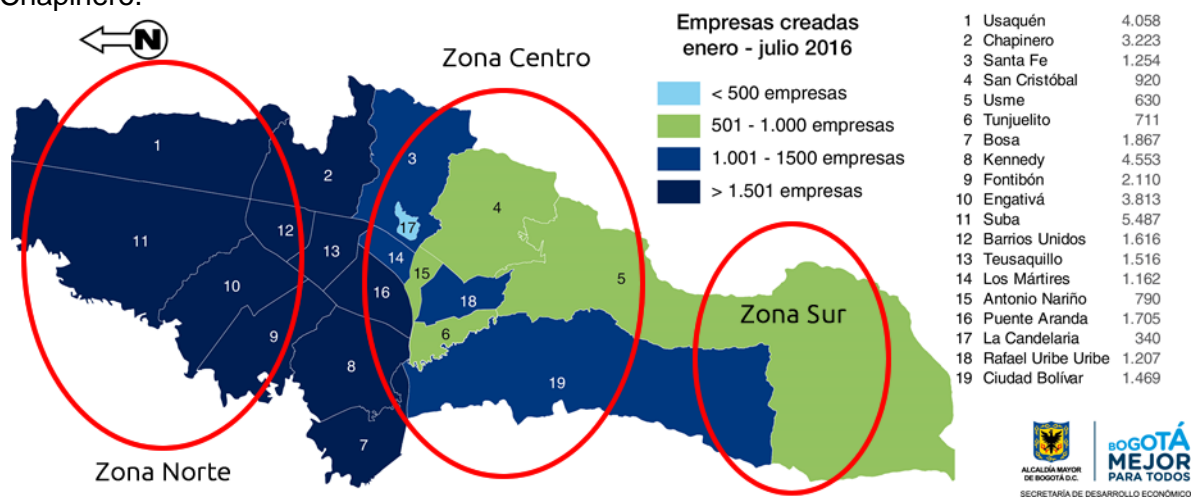 Chapinero.
N
Zona Centro
Empresas creadas
enero - julio 2016
< 500 empresas
501 - 1.000 empresas
1.001 - 1500 empresas
> 1.501 empresas
1 Usaquén 4.058
2 Chapinero 3.223
3 Santa Fe 1.254
4 San Cristóbal 920
5 Usme 630
6 Tunjuelito 711
7 Bosa 1.867
8 Kennedy 4.553
9 Fontibón 2.110
10 Engativá 3.813
11 Suba 5.487
12 Barrios Unidos 1.616
13 Teusaquillo 1.516
14 Los Mártires 1.162
15 Antonio Nariño 790
16 Puente Aranda 1.705
17 La Candelaria 340
18 Rafael Uribe Uribe 1.207
19 Ciudad Bolívar 1.469
1
2
3
4
17
11
12
13
14
15
5
10
16
18
6
9
8
19
7
Zona Sur
Zona Norte
ALCALDÍA MAYOR
DE BOGOTÁ D.C.
BOGOTÁ
MEJOR
PARA TODOS
SECRETARÍA DE DESARROLLO ECONÓMICO